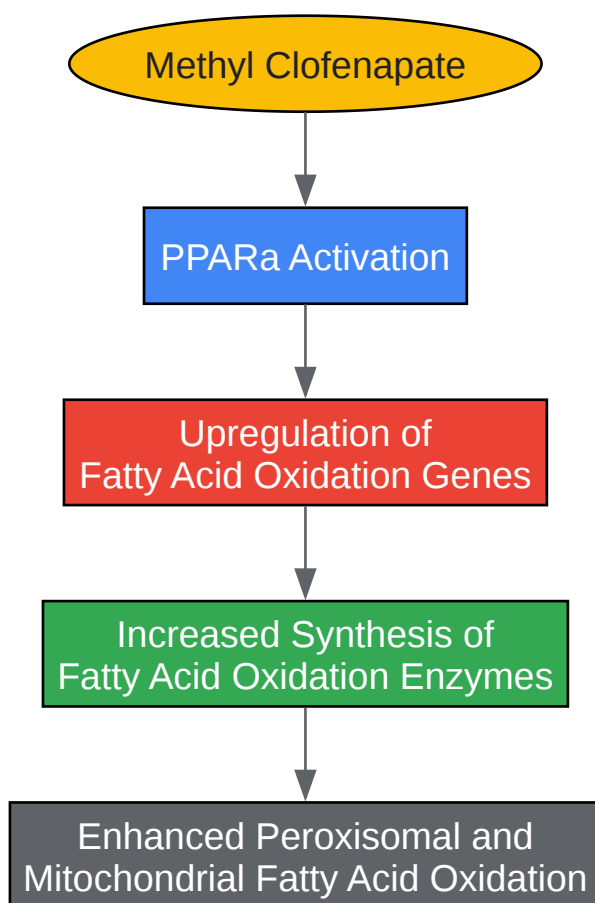 Methyl Clofenapate
PPARa Activation
Upregulation of
Fatty Acid Oxidation Genes
Increased Synthesis of
Fatty Acid Oxidation Enzymes
Enhanced Peroxisomal and
Mitochondrial Fatty Acid Oxidation